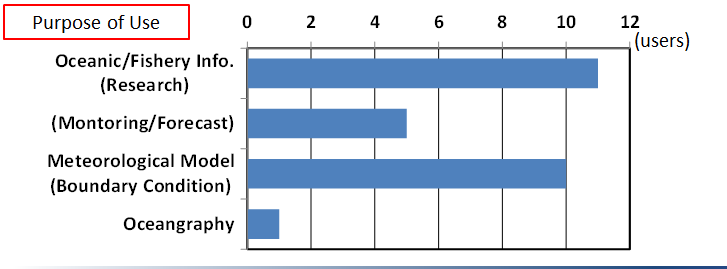 Purpose of Use
0 2 4 6 8 10 12
(users)
Oceanic/Fishery Info.
(Research)
(Montoring/Forecast)
Meteorological Model
(Boundary Condition)
Oceangraphy